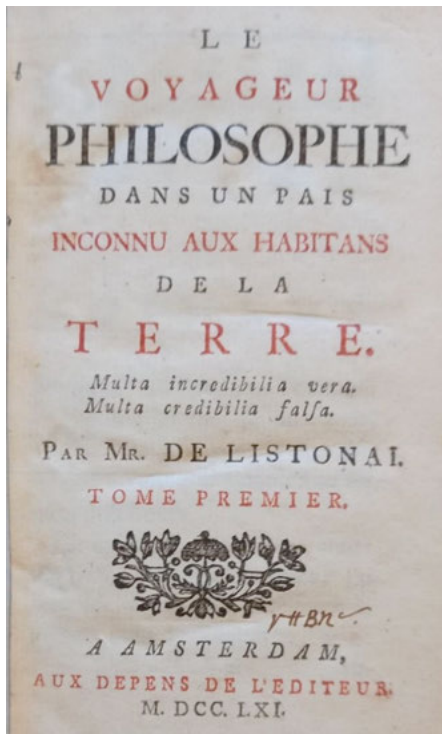 LE
VOYAGEUR
PHILOSOPHE
DANS UN PAIS
INCONNU AUX HABITANS
DE LA
TERRE.
Multa incredibilia vera.
Multa credibilia falſa.
PAR MR. DE LISTONAI.
TOME PREMIER.
A AMSTERDAM,
AUX DEPENS DE L'EDITEUR.
M. DCC. LXI.